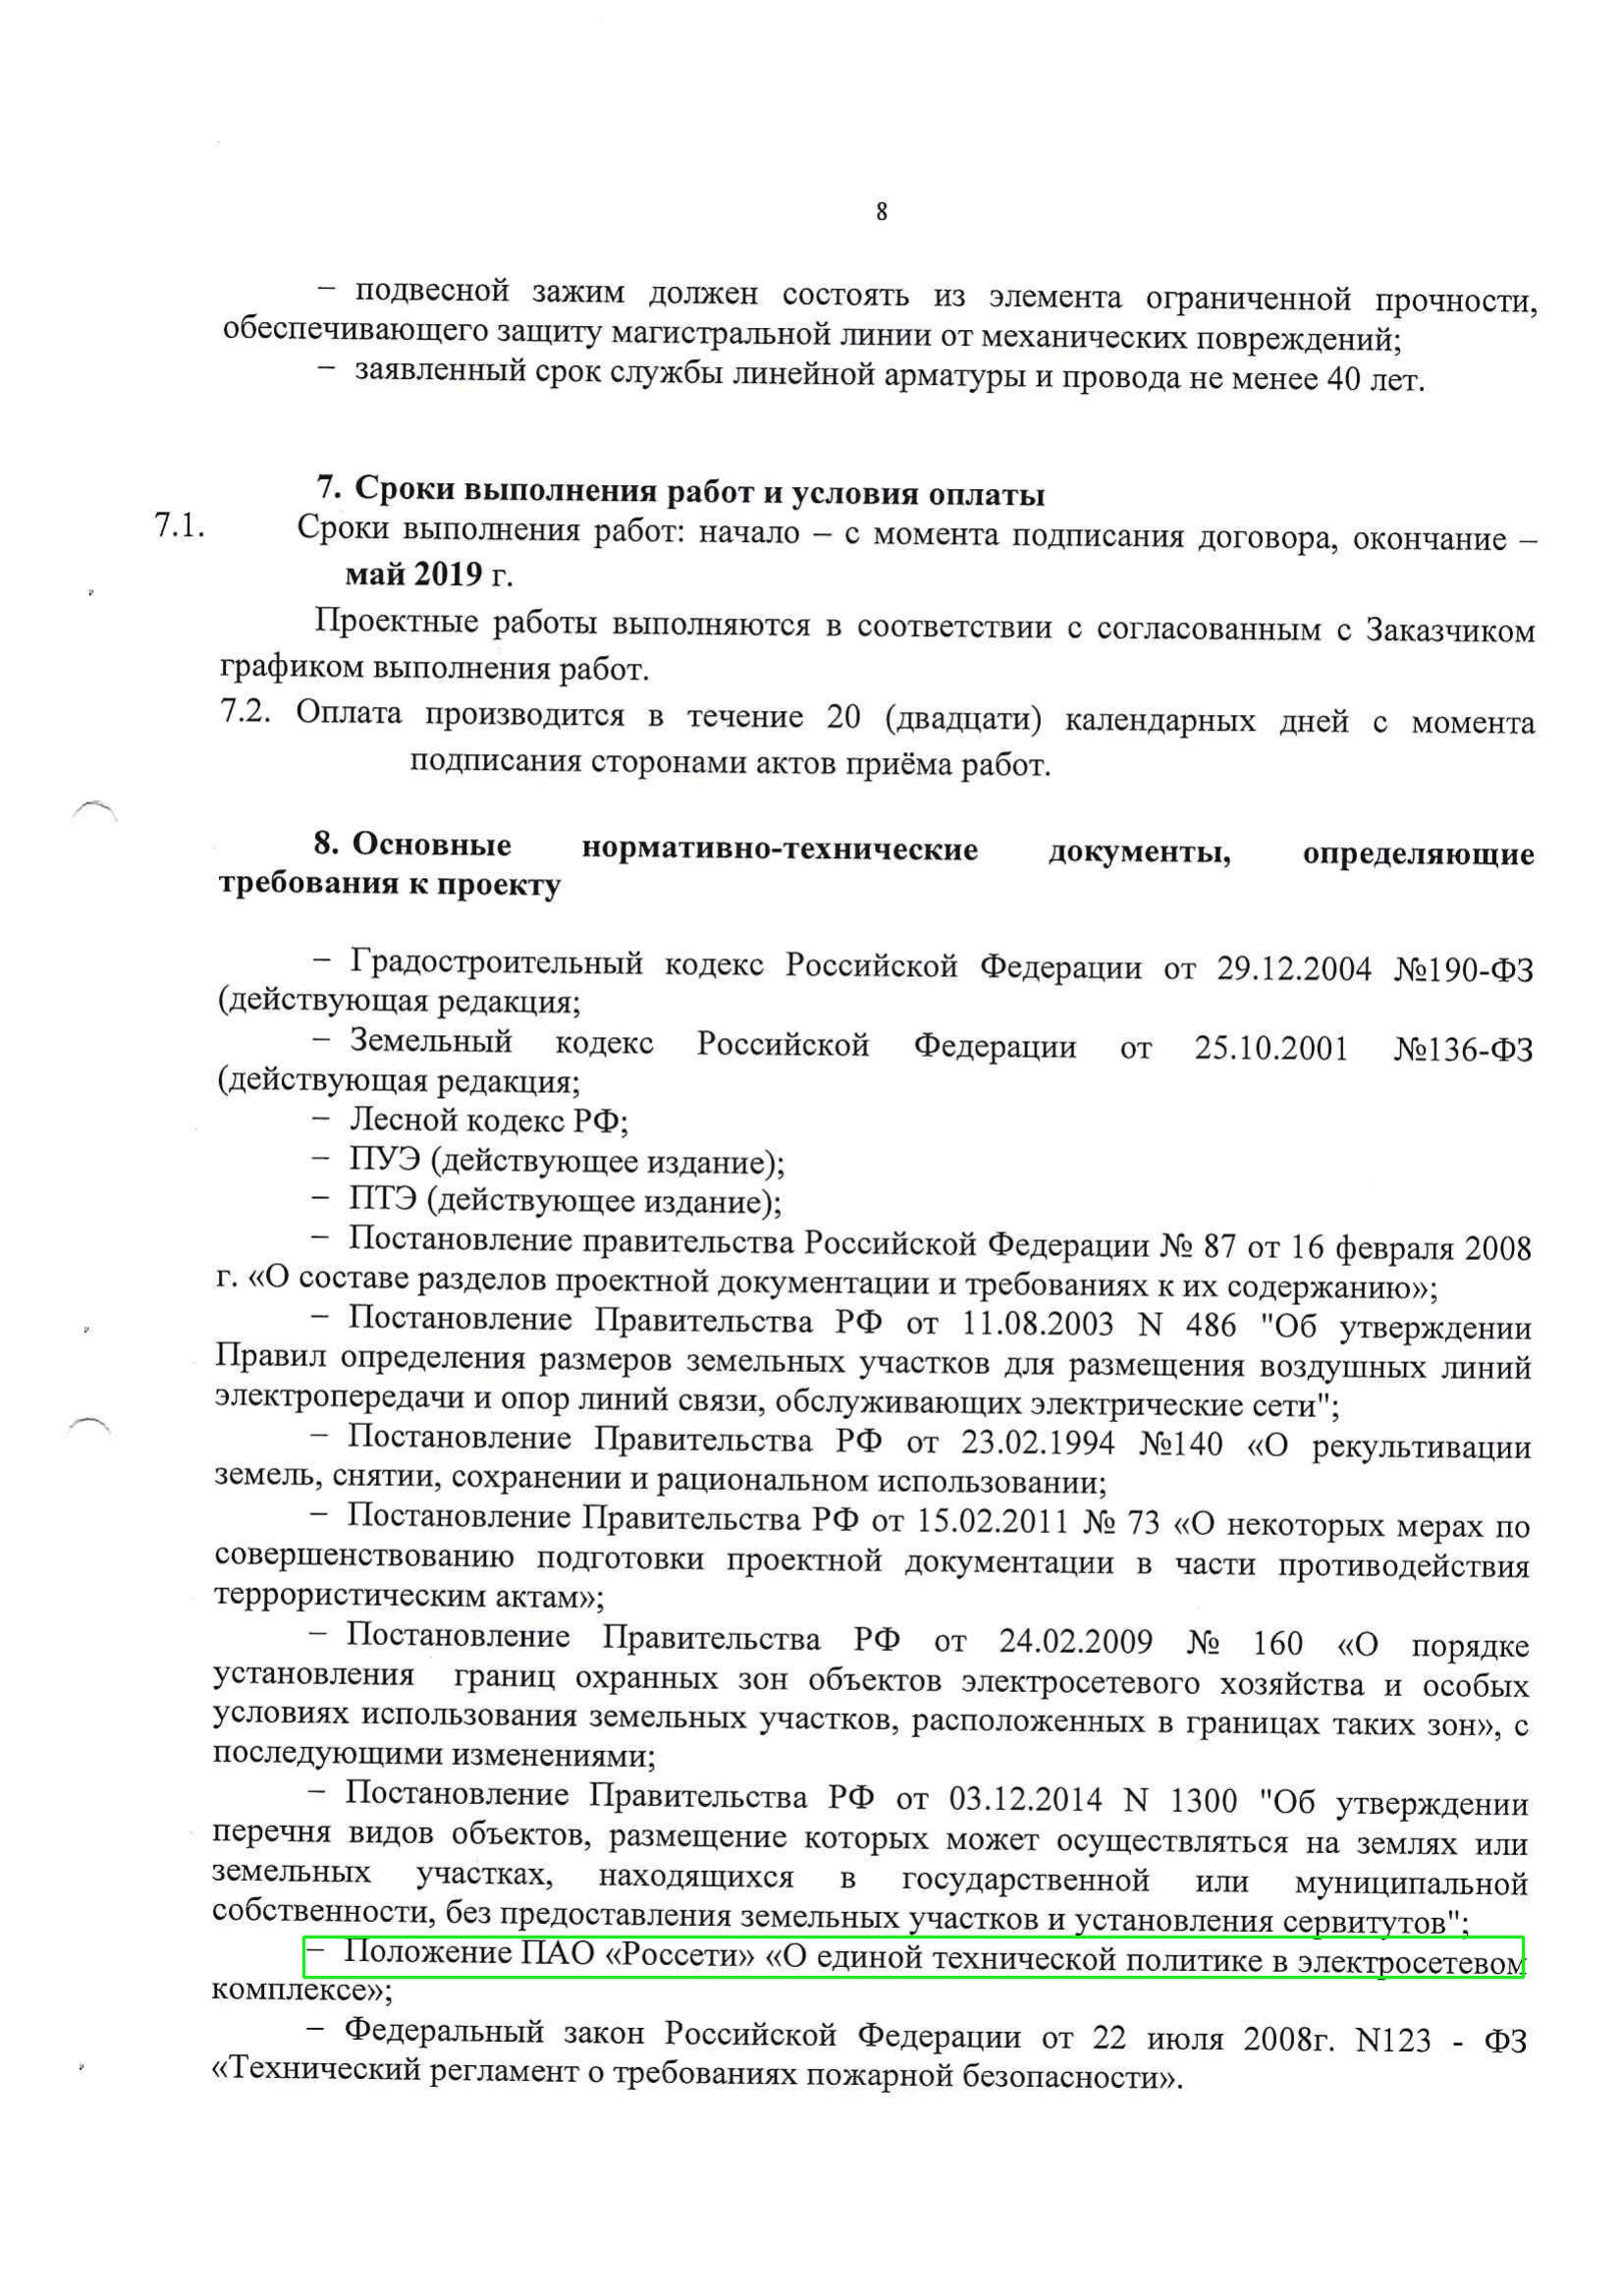 8
– подвесной зажим должен состоять из элемента ограниченной прочности,
обеспечивающего защиту магистральной линии от механических повреждений;
– заявленный срок службы линейной арматуры и провода не менее 40 лет.
7. Сроки выполнения работ и условия оплаты
7.1. Сроки выполнения работ: начало – с момента подписания договора, окончание –
май 2019 г.
Проектные работы выполняются в соответствии с согласованным с Заказчиком
графиком выполнения работ.
7.2. Оплата производится в течение 20 (двадцати) календарных дней с момента
подписания сторонами актов приёма работ.
8. Основные нормативно-технические документы, определяющие
требования к проекту
– Градостроительный кодекс Российской Федерации от 29.12.2004 №190-ФЗ
(действующая редакция;
– Земельный кодекс Российской Федерации от 25.10.2001 №136-ФЗ
(действующая редакция;
– Лесной кодекс РФ;
– ПУЭ (действующее издание);
– ПТЭ (действующее издание);
– Постановление правительства Российской Федерации № 87 от 16 февраля 2008
г. «О составе разделов проектной документации и требованиях к их содержанию»;
– Постановление Правительства РФ от 11.08.2003 N 486 "Об утверждении
Правил определения размеров земельных участков для размещения воздушных линий
электропередачи и опор линий связи, обслуживающих электрические сети";
– Постановление Правительства РФ от 23.02.1994 №140 «О рекультивации
земель, снятии, сохранении и рациональном использовании;
– Постановление Правительства РФ от 15.02.2011 № 73 «О некоторых мерах по
совершенствованию подготовки проектной документации в части противодействия
террористическим актам»;
– Постановление Правительства РФ от 24.02.2009 № 160 «О порядке
установления границ охранных зон объектов электросетевого хозяйства и особых
условиях использования земельных участков, расположенных в границах таких зон», с
последующими изменениями;
– Постановление Правительства РФ от 03.12.2014 N 1300 "Об утверждении
перечня видов объектов, размещение которых может осуществляться на землях или
земельных участках, находящихся в государственной или муниципальной
собственности, без предоставления земельных участков и установления сервитутов";
– Положение ПАО «Россети» «О единой технической политике в электросетевом
комплексе»;
– Федеральный закон Российской Федерации от 22 июля 2008г. N123 - ФЗ
«Технический регламент о требованиях пожарной безопасности».